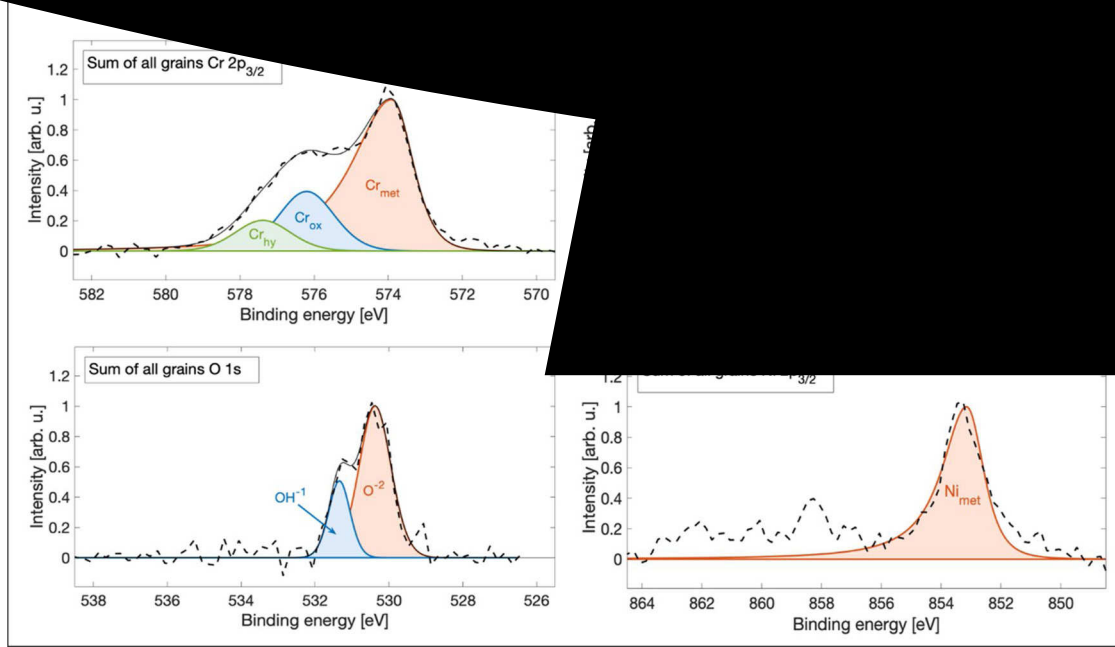 Sum of all grains Cr 2p3/2
1.2
1
0.8
0.6
0.4
0.2
0
Intensity [arb. u.]
Crmet
Crox
Crhy
582 580 578 576 574 572 570
Binding energy [eV]
Sum of all grains O 1s
1.2
1
0.8
0.6
0.4
0.2
0
Intensity [arb. u.]
OH-1
O-2
538 536 534 532 530 528 526
Binding energy [eV]
3/2
1
0.8
0.6
0.4
0.2
0
Intensity [arb. u.]
Nimet
864 862 860 858 856 854 852 850
Binding energy [eV]